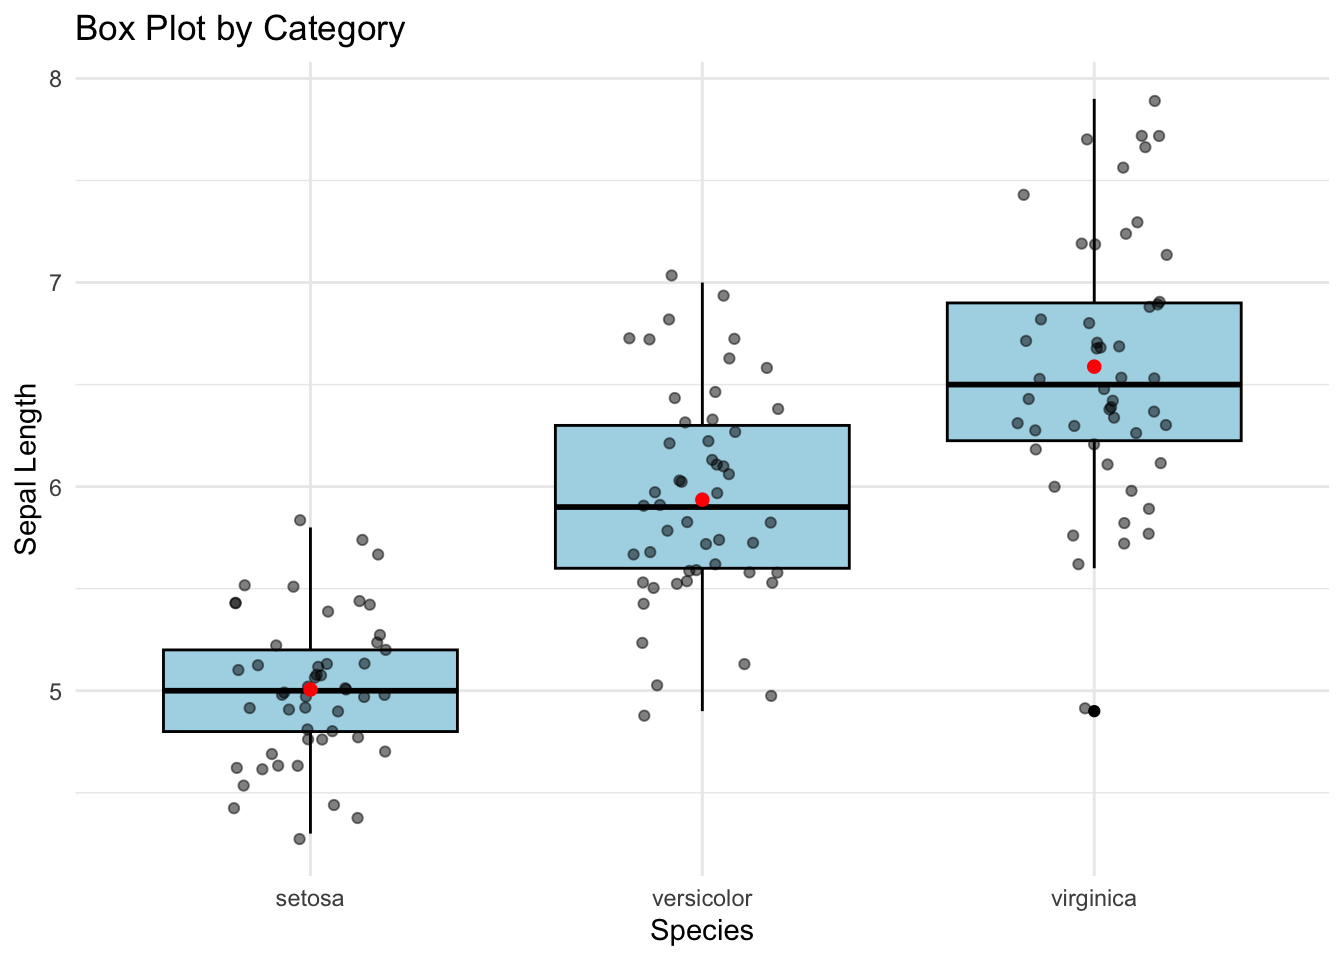 Box Plot by Category
8
7
6
5
Sepal Length
setosa
versicolor
virginica
Species